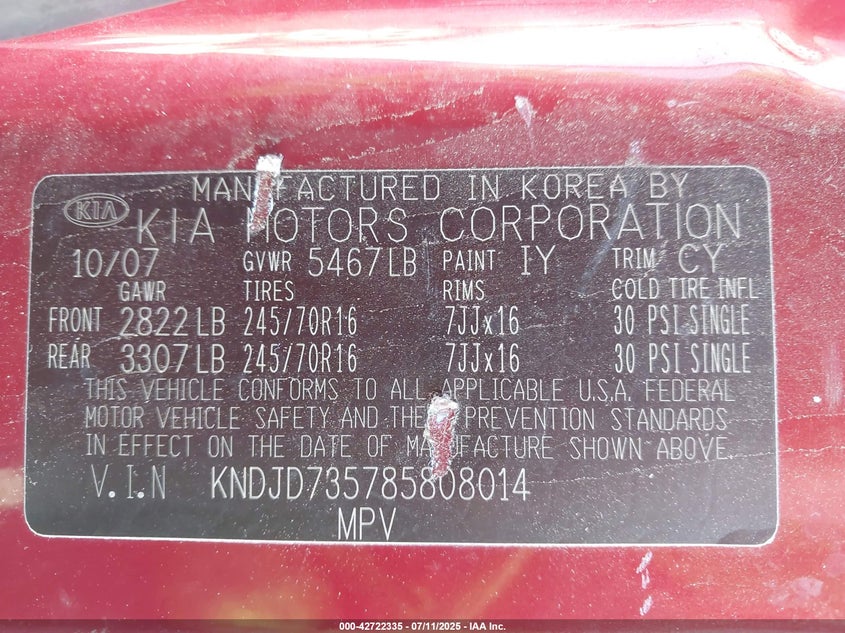 MANUFACTURED IN KOREA BY
KIA KIA MOTORS CORPORATION
10/07 GVWR 5467LB PAINT IY TRIM CY
GAWR TIRES RIMS COLD TIRE INFL
FRONT 2822LB 245/70R16 7JJx16 30 PSI SINGLE
REAR 3307LB 245/70R16 7JJx16 30 PSI SINGLE
THIS VEHICLE CONFORMS TO ALL APPLICABLE U.S.A. FEDERAL
MOTOR VEHICLE SAFETY AND THEFT PREVENTION STANDARDS
IN EFFECT ON THE DATE OF MANUFACTURE SHOWN ABOVE.
V.I.N KNDJD735785808014
MPV
000-42722335 - 07/11/2025 - IAA Inc.